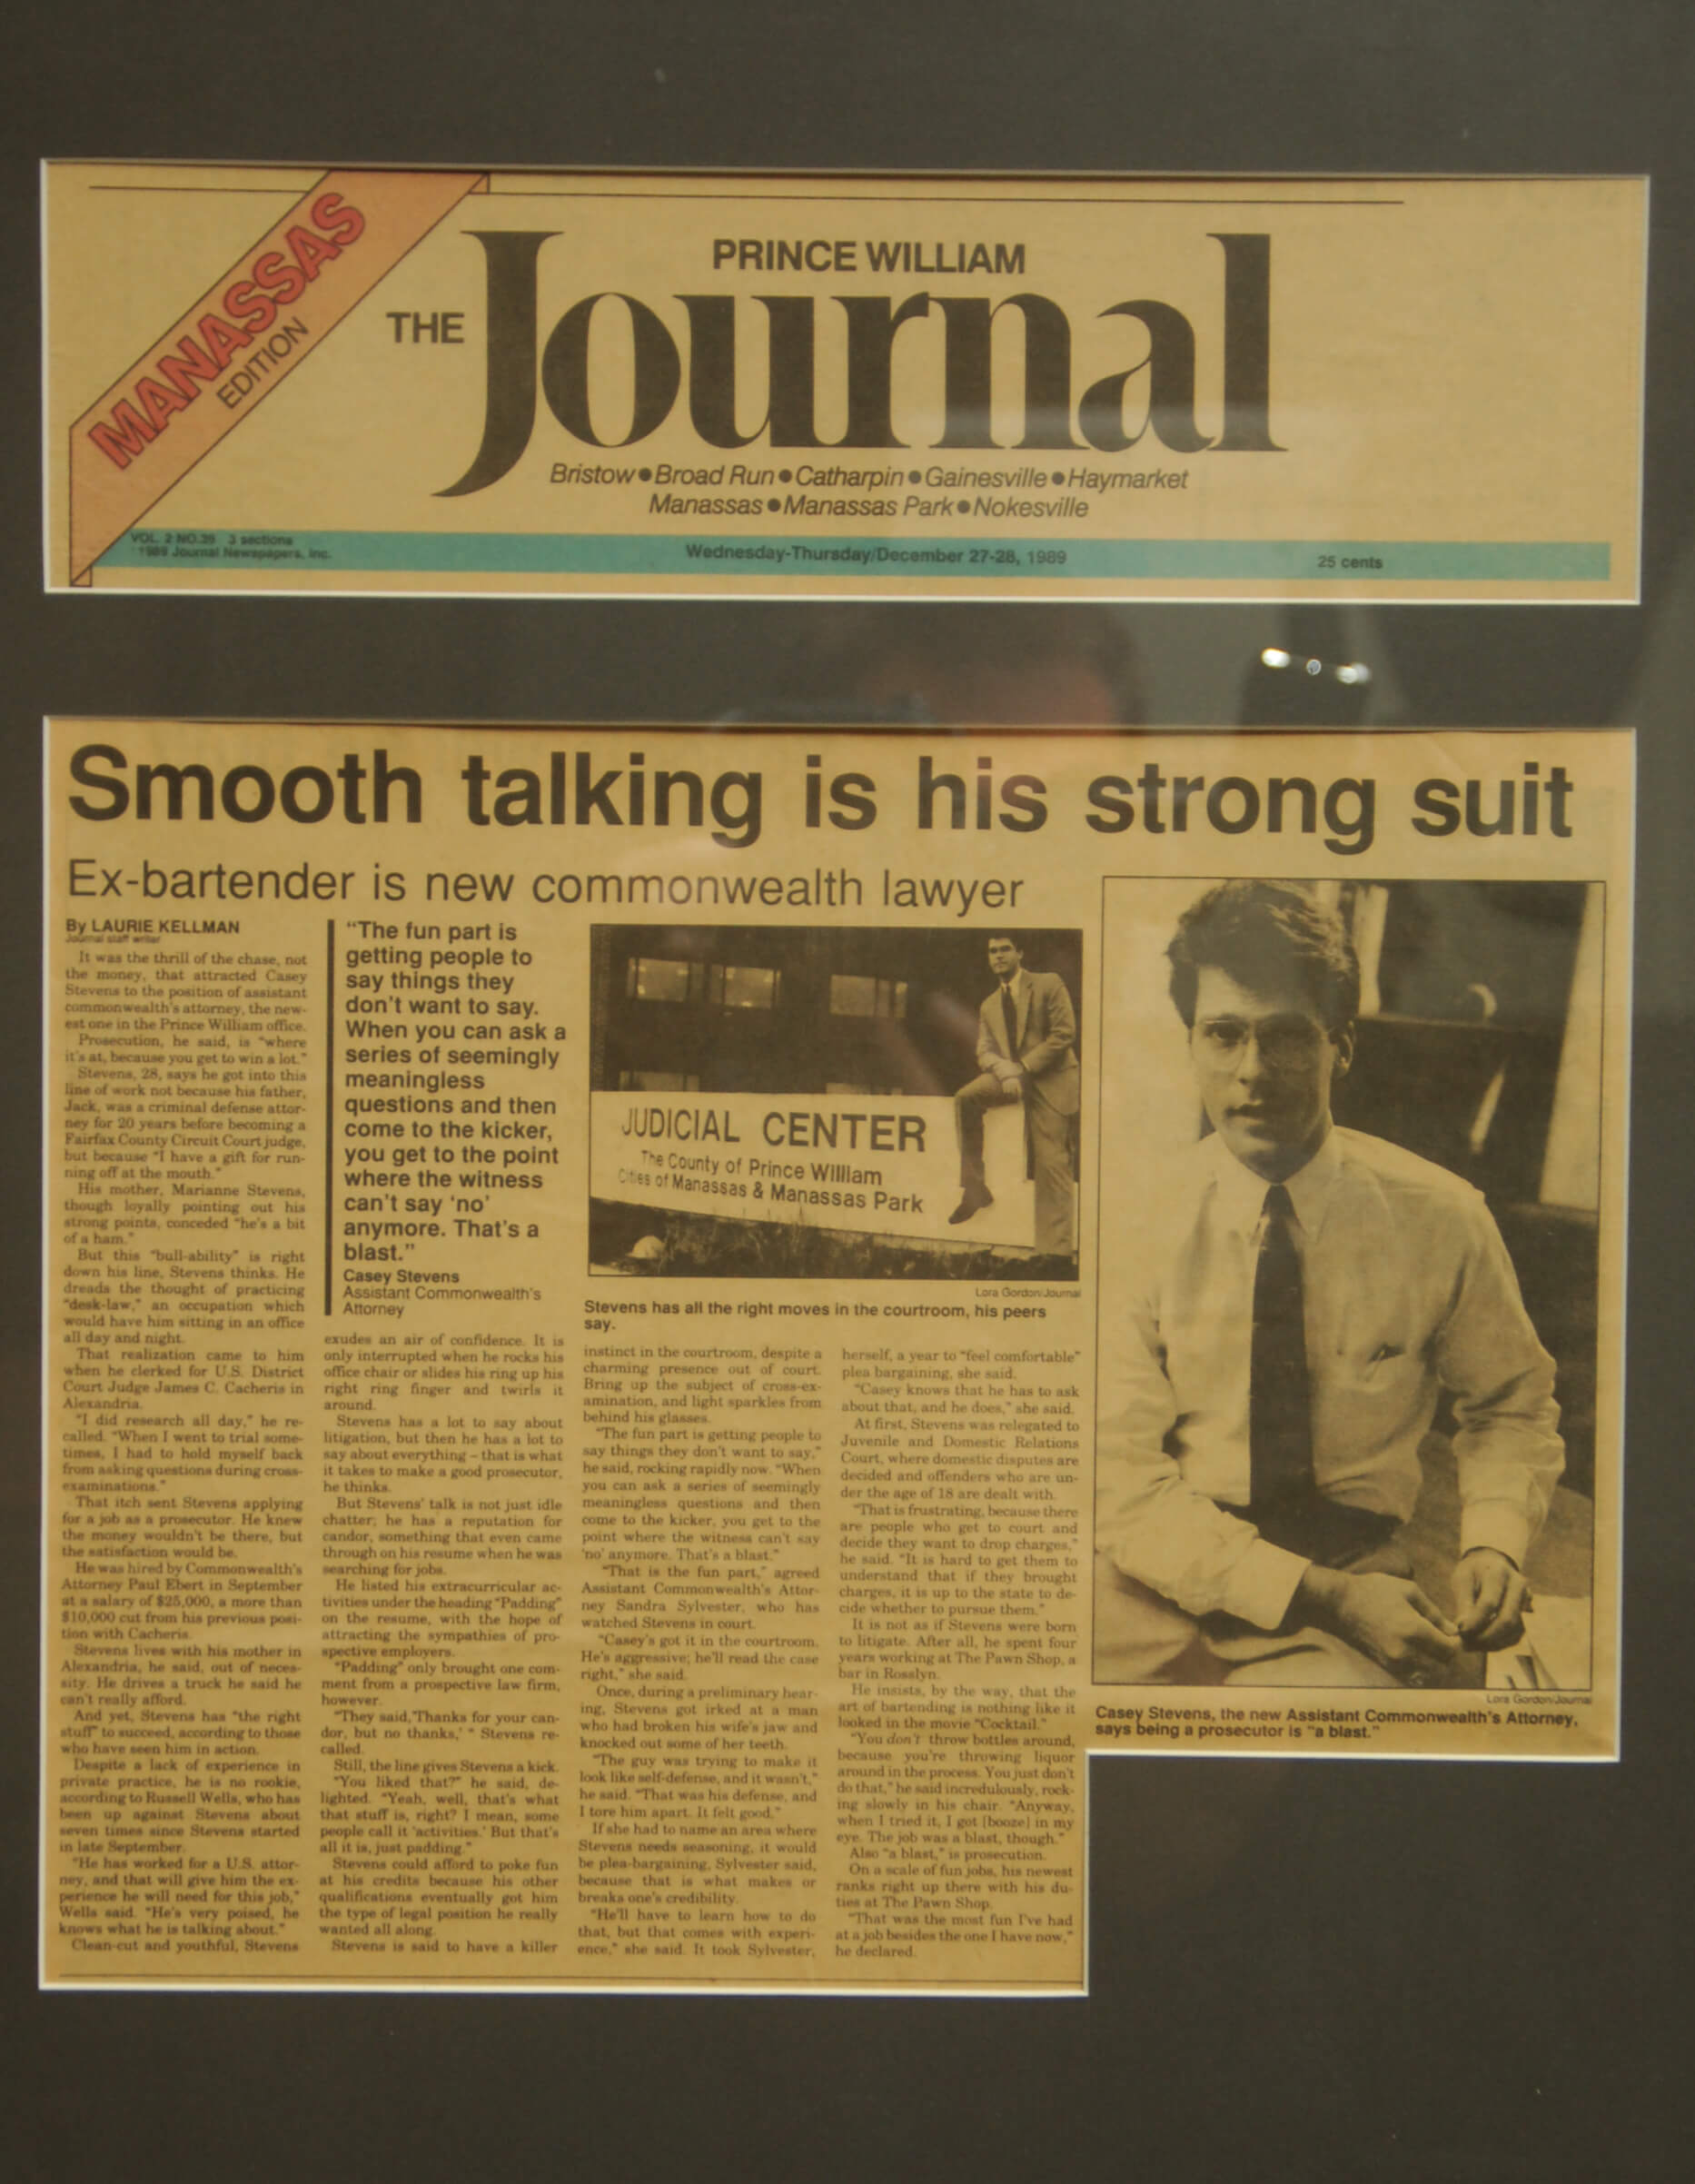 MANASSAS
EDITION
PRINCE WILLIAM
THE Journal
Bristow●Broad Run●Catharpin●Gainesville●Haymarket
Manassas●Manassas Park●Nokesville
VOL. 2 NO.39 3 sections
1989 Journal Newspapers, Inc.
Wednesday-Thursday/December 27-28, 1989
25 cents
Smooth talking is his strong suit
Ex-bartender is new commonwealth lawyer
By LAURIE KELLMAN
Journal staff writer
It was the thrill of the chase, not
the money, that attracted Casey
Stevens to the position of assistant
commonwealth's attorney, the new-
est one in the Prince William office.
Prosecution, he said, is "where
it's at, because you get to win a lot."
Stevens, 28, says he got into this
line of work not because his father,
Jack, was a criminal defense attor-
ney for 20 years before becoming a
Fairfax County Circuit Court judge,
but because "I have a gift for run-
ning off at the mouth."
His mother, Marianne Stevens,
though loyally pointing out his
strong points, conceded "he's a bit
of a ham."
But this "bull-ability" is right
down his line, Stevens thinks. He
dreads the thought of practicing
"desk-law," an occupation which
would have him sitting in an office
all day and night.
That realization came to him
when he clerked for U.S. District
Court Judge James C. Cacheris in
Alexandria.
"I did research all day," he re-
called. "When I went to trial some-
times, I had to hold myself back
from asking questions during cross-
examinations."
That itch sent Stevens applying
for a job as a prosecutor. He knew
the money wouldn't be there, but
the satisfaction would be.
He was hired by Commonwealth's
Attorney Paul Ebert in September
at a salary of $25,000, a more than
$10,000 cut from his previous posi-
tion with Cacheris.
Stevens lives with his mother in
Alexandria, he said, out of neces-
sity. He drives a truck he said he
can't really afford.
And yet, Stevens has "the right
stuff" to succeed, according to those
who have seen him in action.
Despite a lack of experience in
private practice, he is no rookie,
according to Russell Wells, who has
been up against Stevens about
seven times since Stevens started
in late September.
"He has worked for a U.S. attor-
ney, and that will give him the ex-
perience he will need for this job,"
Wells said. "He's very poised, he
knows what he is talking about."
Clean-cut and youthful, Stevens
"The fun part is
getting people to
say things they
don't want to say.
When you can ask a
series of seemingly
meaningless
questions and then
come to the kicker,
you get to the point
where the witness
can't say 'no'
anymore. That's a
blast."
Casey Stevens
Assistant Commonwealth's
Attorney
exudes an air of confidence. It is
only interrupted when he rocks his
office chair or slides his ring up his
right ring finger and twirls it
around.
Stevens has a lot to say about
litigation, but then he has a lot to
say about everything – that is what
it takes to make a good prosecutor,
he thinks.
But Stevens' talk is not just idle
chatter; he has a reputation for
candor, something that even came
through on his resume when he was
searching for jobs.
He listed his extracurricular ac-
tivities under the heading "Padding"
on the resume, with the hope of
attracting the sympathies of pro-
spective employers.
"Padding" only brought one com-
ment from a prospective law firm,
however.
"They said,'Thanks for your can-
dor, but no thanks,' " Stevens re-
called.
Still, the line gives Stevens a kick.
"You liked that?" he said, de-
lighted. "Yeah, well, that's what
that stuff is, right? I mean, some
people call it 'activities.' But that's
all it is, just padding."
Stevens could afford to poke fun
at his credits because his other
qualifications eventually got him
the type of legal position he really
wanted all along.
Stevens is said to have a killer
JUDICIAL CENTER
The County of Prince William
Cities of Manassas & Manassas Park
Lora Gordon/Journal
Stevens has all the right moves in the courtroom, his peers
say.
instinct in the courtroom, despite a
charming presence out of court.
Bring up the subject of cross-ex-
amination, and light sparkles from
behind his glasses.
"The fun part is getting people to
say things they don't want to say,"
he said, rocking rapidly now. "When
you can ask a series of seemingly
meaningless questions and then
come to the kicker, you get to the
point where the witness can't say
'no' anymore. That's a blast."
"That is the fun part," agreed
Assistant Commonwealth's Attor-
ney Sandra Sylvester, who has
watched Stevens in court.
"Casey's got it in the courtroom.
He's aggressive; he'll read the case
right," she said.
Once, during a preliminary hear-
ing, Stevens got irked at a man
who had broken his wife's jaw and
knocked out some of her teeth.
"The guy was trying to make it
look like self-defense, and it wasn't,"
he said. "That was his defense, and
I tore him apart. It felt good."
If she had to name an area where
Stevens needs seasoning, it would
be plea-bargaining, Sylvester said,
because that is what makes or
breaks one's credibility.
"He'll have to learn how to do
that, but that comes with experi-
ence," she said. It took Sylvester,
herself, a year to "feel comfortable"
plea bargaining, she said.
"Casey knows that he has to ask
about that, and he does," she said.
At first, Stevens was relegated to
Juvenile and Domestic Relations
Court, where domestic disputes are
decided and offenders who are un-
der the age of 18 are dealt with.
"That is frustrating, because there
are people who get to court and
decide they want to drop charges,"
he said. "It is hard to get them to
understand that if they brought
charges, it is up to the state to de-
cide whether to pursue them."
It is not as if Stevens were born
to litigate. After all, he spent four
years working at The Pawn Shop, a
bar in Rosslyn.
He insists, by the way, that the
art of bartending is nothing like it
looked in the movie "Cocktail."
"You don't throw bottles around,
because you're throwing liquor
around in the process. You just don't
do that," he said incredulously, rock-
ing slowly in his chair. "Anyway,
when I tried it, I got [booze] in my
eye. The job was a blast, though."
Also "a blast," is prosecution.
On a scale of fun jobs, his newest
ranks right up there with his du-
ties at The Pawn Shop.
"That was the most fun I've had
at a job besides the one I have now,"
he declared.
Lora Gordon/Journal
Casey Stevens, the new Assistant Commonwealth's Attorney,
says being a prosecutor is "a blast."